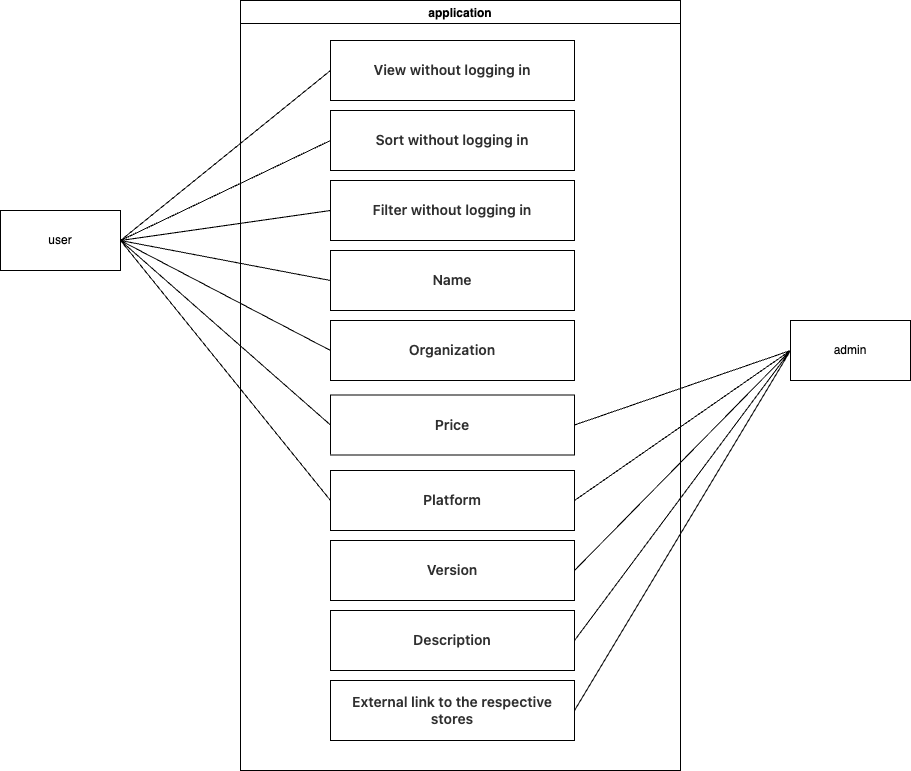 application
View without logging in
Sort without logging in
Filter without logging in
user
Name
Organization
admin
Price
Platform
Version
Description
External link to the respective
stores